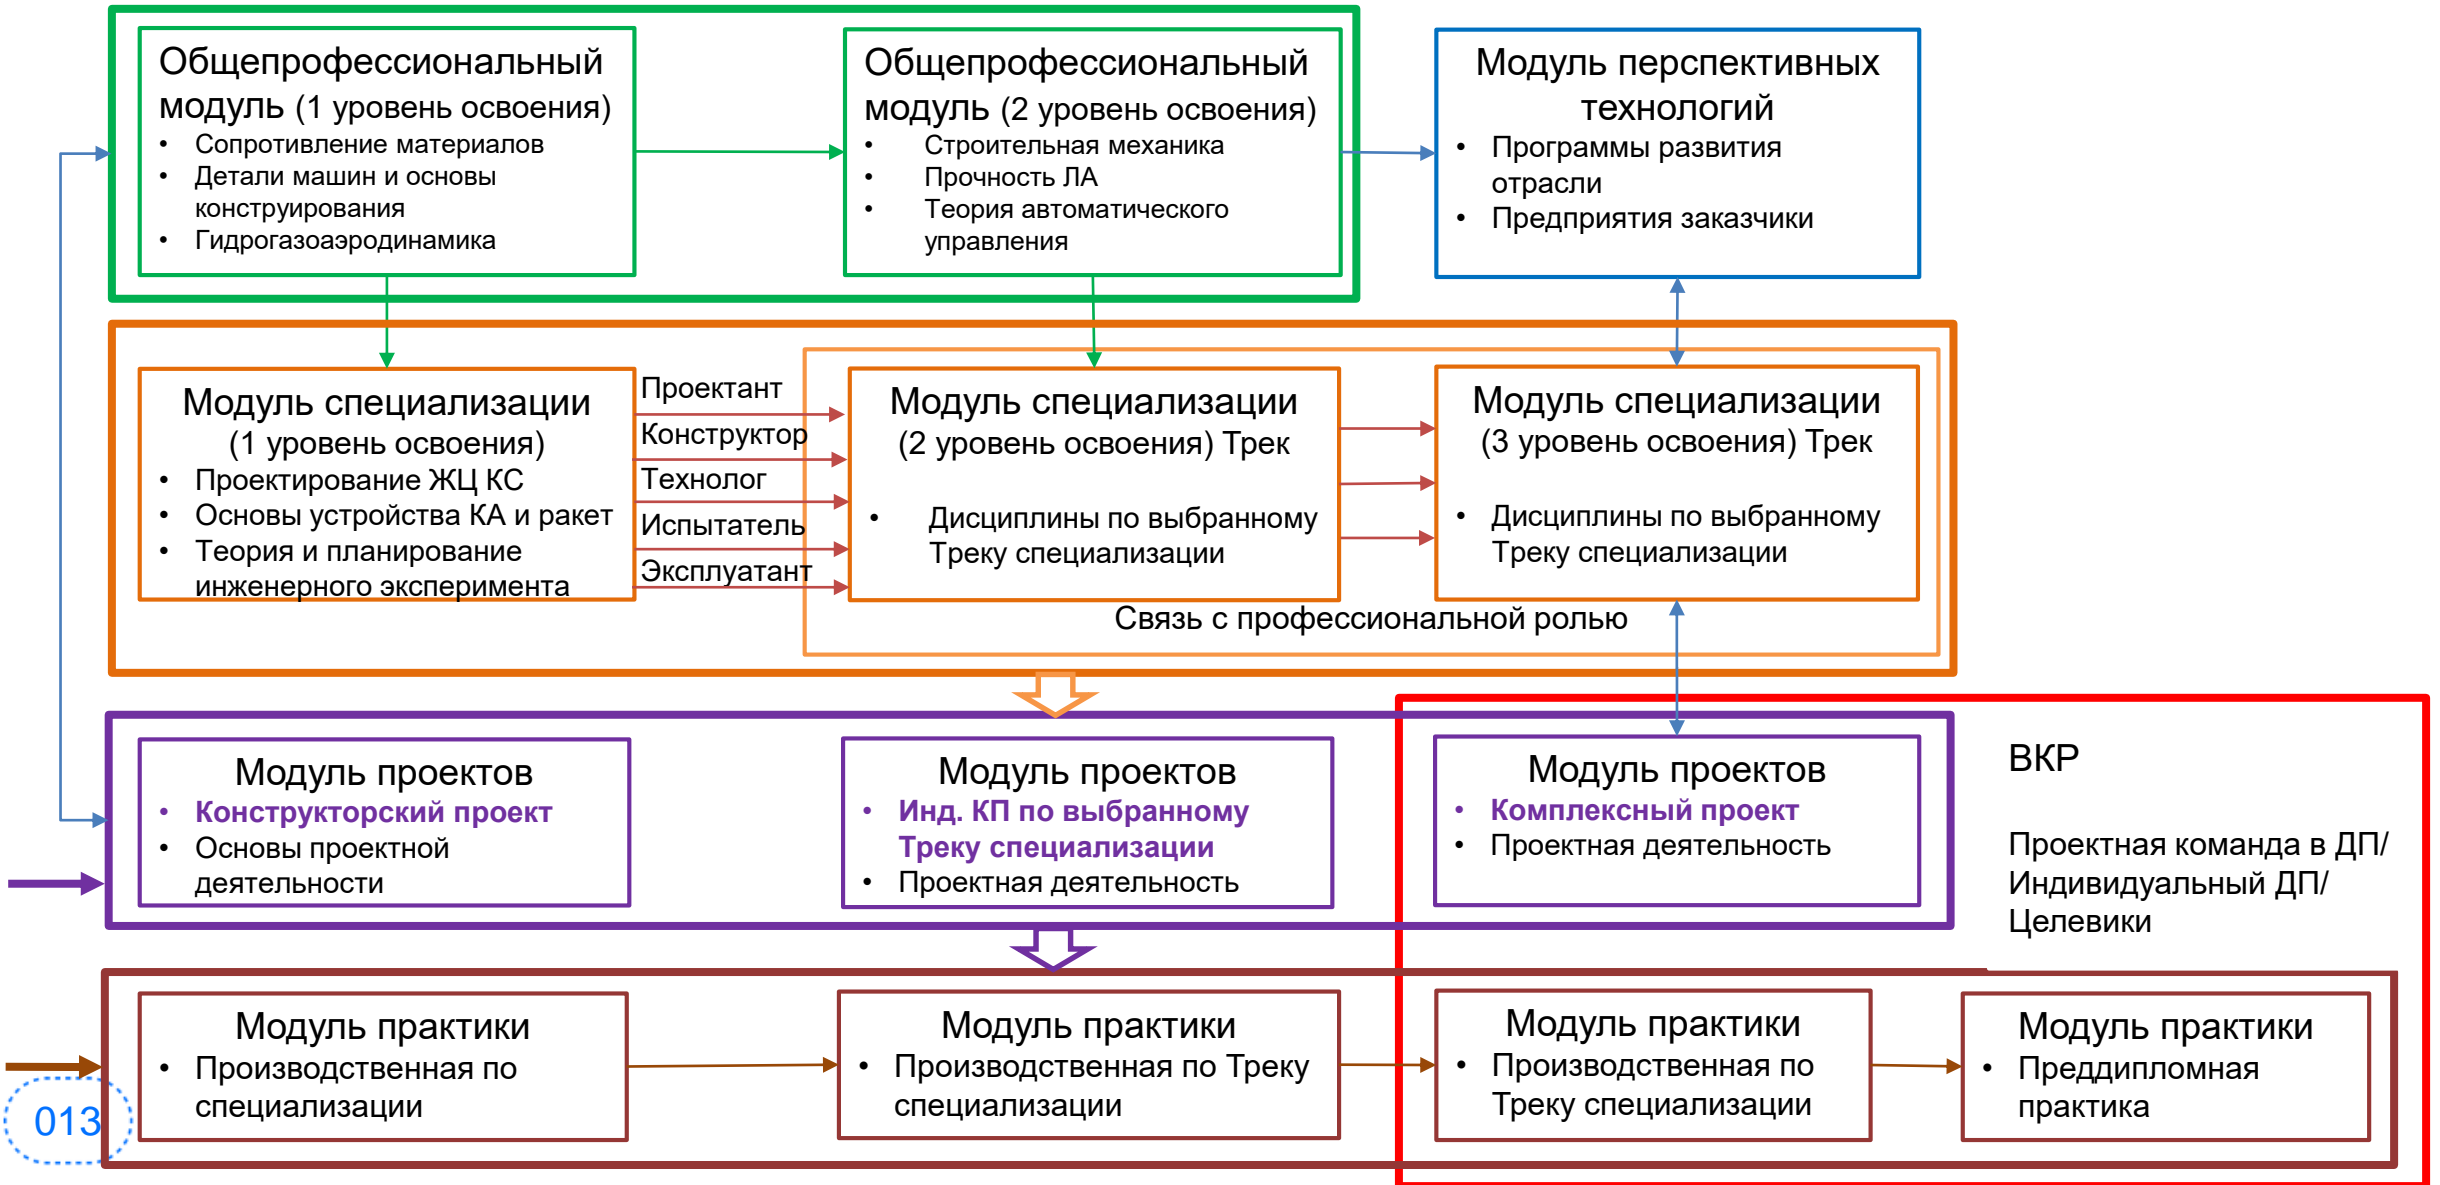 Общепрофессиональный
модуль (1 уровень освоения)
• Сопротивление материалов
• Детали машин и основы
конструирования
• Гидрогазоаэродинамика
Общепрофессиональный
модуль (2 уровень освоения)
• Строительная механика
• Прочность ЛА
• Теория автоматического
управления
Модуль перспективных
технологий
• Программы развития
отрасли
• Предприятия заказчики
Модуль специализации
(1 уровень освоения)
• Проектирование ЖЦ КС
• Основы устройства КА и ракет
• Теория и планирование
инженерного эксперимента
Проектант
Конструктор
Технолог
Испытатель
Эксплуатант
Модуль специализации
(2 уровень освоения) Трек
• Дисциплины по выбранному
Треку специализации
Модуль специализации
(3 уровень освоения) Трек
• Дисциплины по выбранному
Треку специализации
Связь с профессиональной ролью
Модуль проектов
• Конструкторский проект
• Основы проектной
деятельности
Модуль проектов
• Инд. КП по выбранному
Треку специализации
• Проектная деятельность
Модуль проектов
• Комплексный проект
• Проектная деятельность
ВКР
Проектная команда в ДП/
Индивидуальный ДП/
Целевики
Модуль практики
• Производственная по
специализации
Модуль практики
• Производственная по Треку
специализации
Модуль практики
• Производственная по
Треку специализации
Модуль практики
• Преддипломная
практика
013